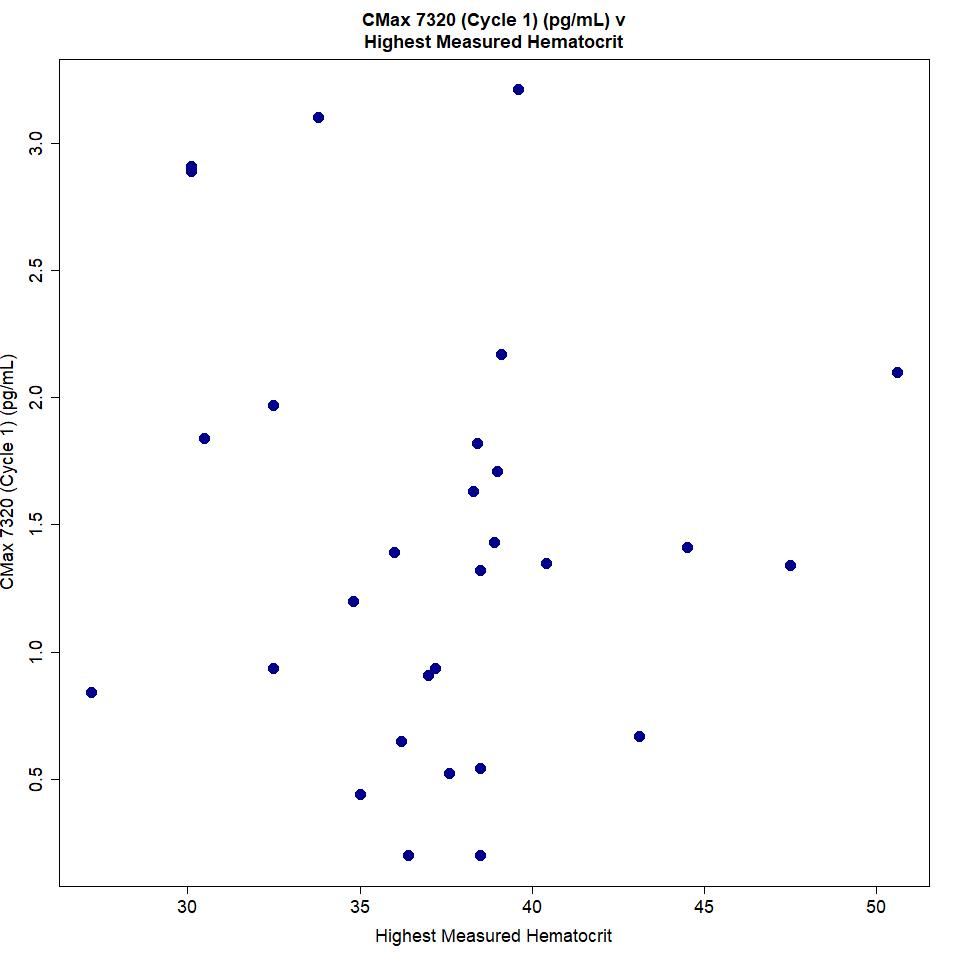 CMax 7320 (Cycle 1) (pg/mL) v
Highest Measured Hematocrit
3.0
2.5
2.0
1.5
1.0
0.5
CMax 7320 (Cycle 1) (pg/mL)
30 35 40 45 50
Highest Measured Hematocrit